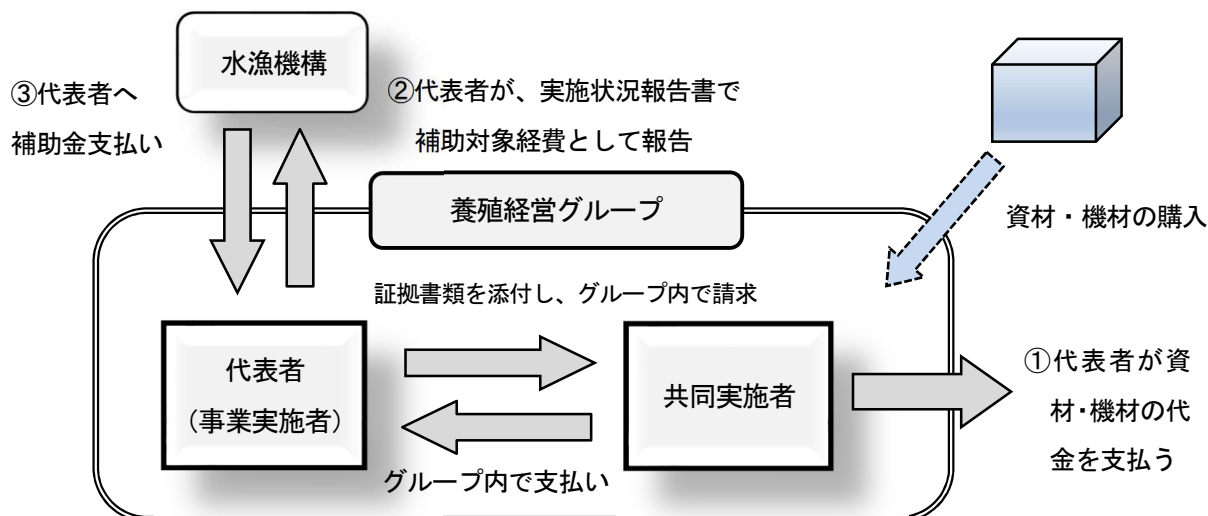 水漁機構
③代表者へ
補助金支払い
②代表者が、実施状況報告書で
補助対象経費として報告
養殖経営グループ
資材・機材の購入
証拠書類を添付し、グループ内で請求
代表者
（事業実施者）
共同実施者
①代表者が資
材・機材の代
金を支払う
グループ内で支払い